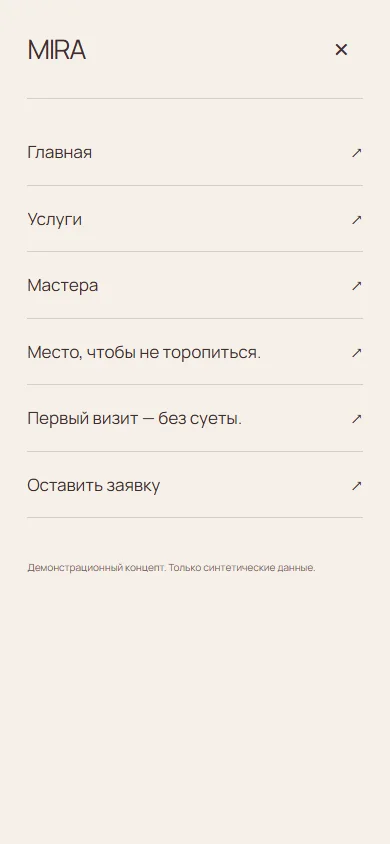 MIRA ✕
Главная ↗
Услуги ↗
Мастера ↗
Место, чтобы не торопиться. ↗
Первый визит — без суеты. ↗
Оставить заявку ↗
Демонстрационный концепт. Только синтетические данные.